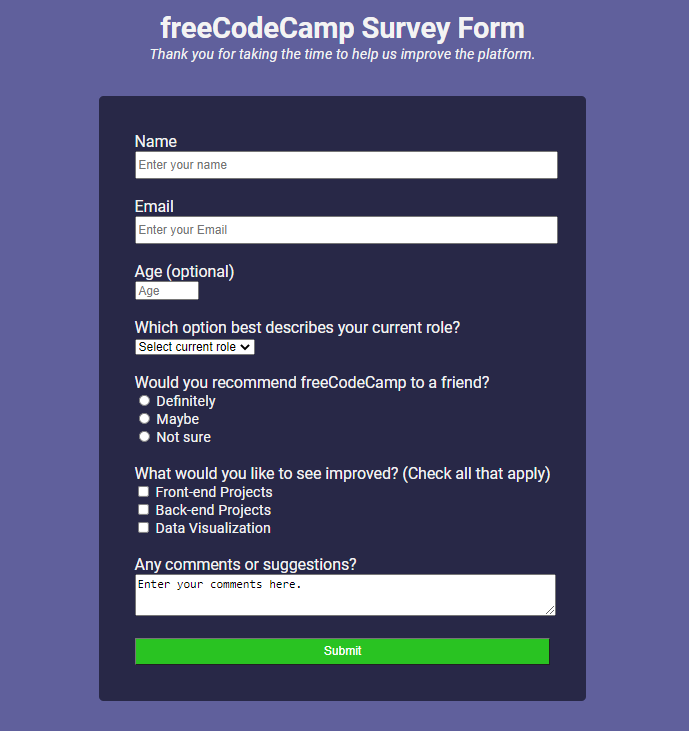 freeCodeCamp Survey Form
Thank you for taking the time to help us improve the platform.
Name
Enter your name
Email
Enter your Email
Age (optional)
Age
Which option best describes your current role?
Select current role
Would you recommend freeCodeCamp to a friend?
Definitely
Maybe
Not sure
What would you like to see improved? (Check all that apply)
Front-end Projects
Back-end Projects
Data Visualization
Any comments or suggestions?
Enter your comments here.
Submit